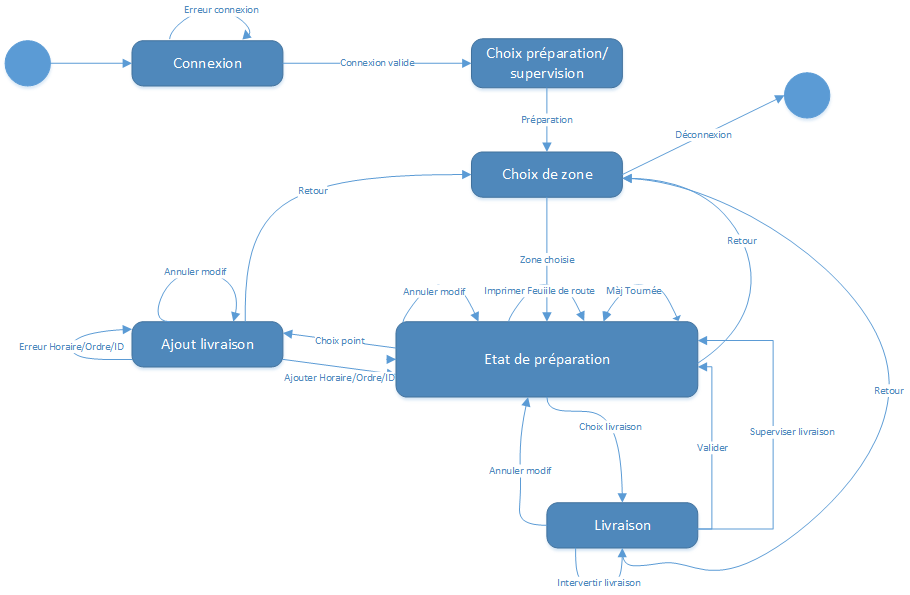 Erreur connexion
Connexion
Connexion valide
Choix préparation/
supervision
Préparation
Déconnexion
Choix de zone
Retour
Retour
Zone choisie
Annuler modif
Annuler modif
Imprimer Feuille de route
Màj Tournée
Erreur Horaire/Ordre/ID
Ajout livraison
Choix point
Etat de préparation
Ajouter Horaire/Ordre/ID
Retour
Choix livraison
Superviser livraison
Valider
Annuler modif
Livraison
Intervertir livraison